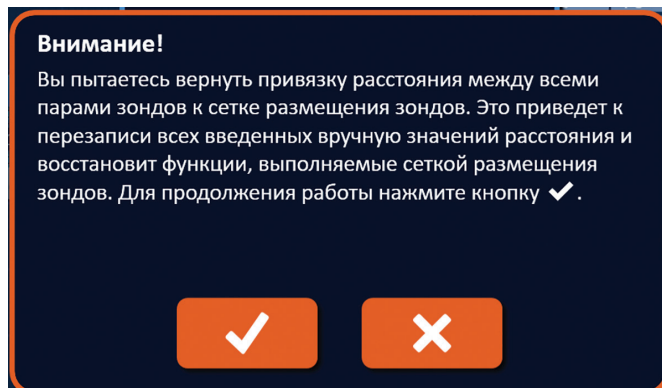 Внимание!
Вы пытаетесь вернуть привязку расстояния между всеми
парами зондов к сетке размещения зондов. Это приведет к
перезаписи всех введенных вручную значений расстояния и
восстановит функции, выполняемые сеткой размещения
зондов. Для продолжения работы нажмите кнопку ✔.